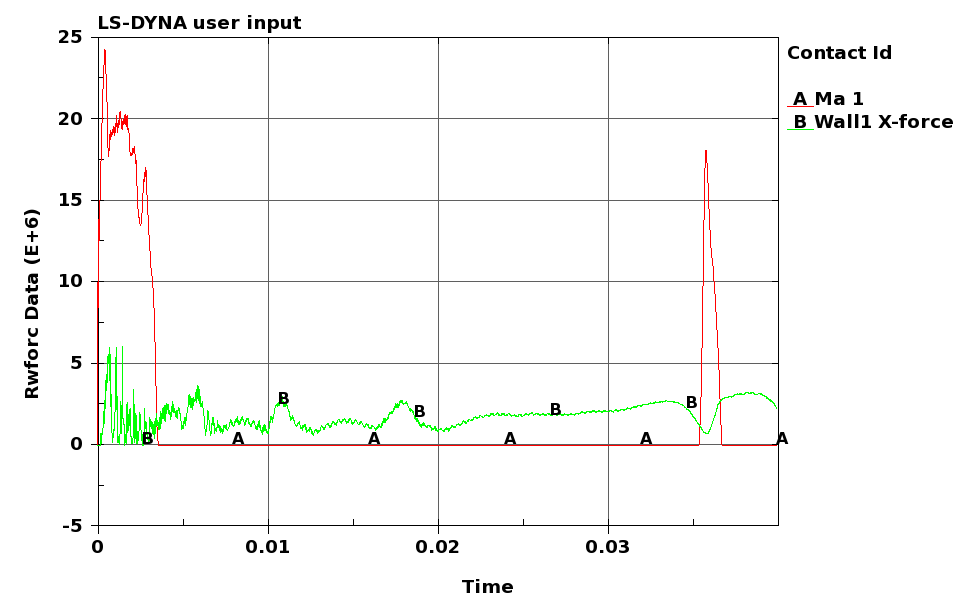 LS-DYNA user input
Contact Id
A Ma 1
B Wall1 X-force
Rwforc Data (E+6)
25
20
15
10
5
0
-5
B A B A B A B A B A
0 0.01 0.02 0.03
Time